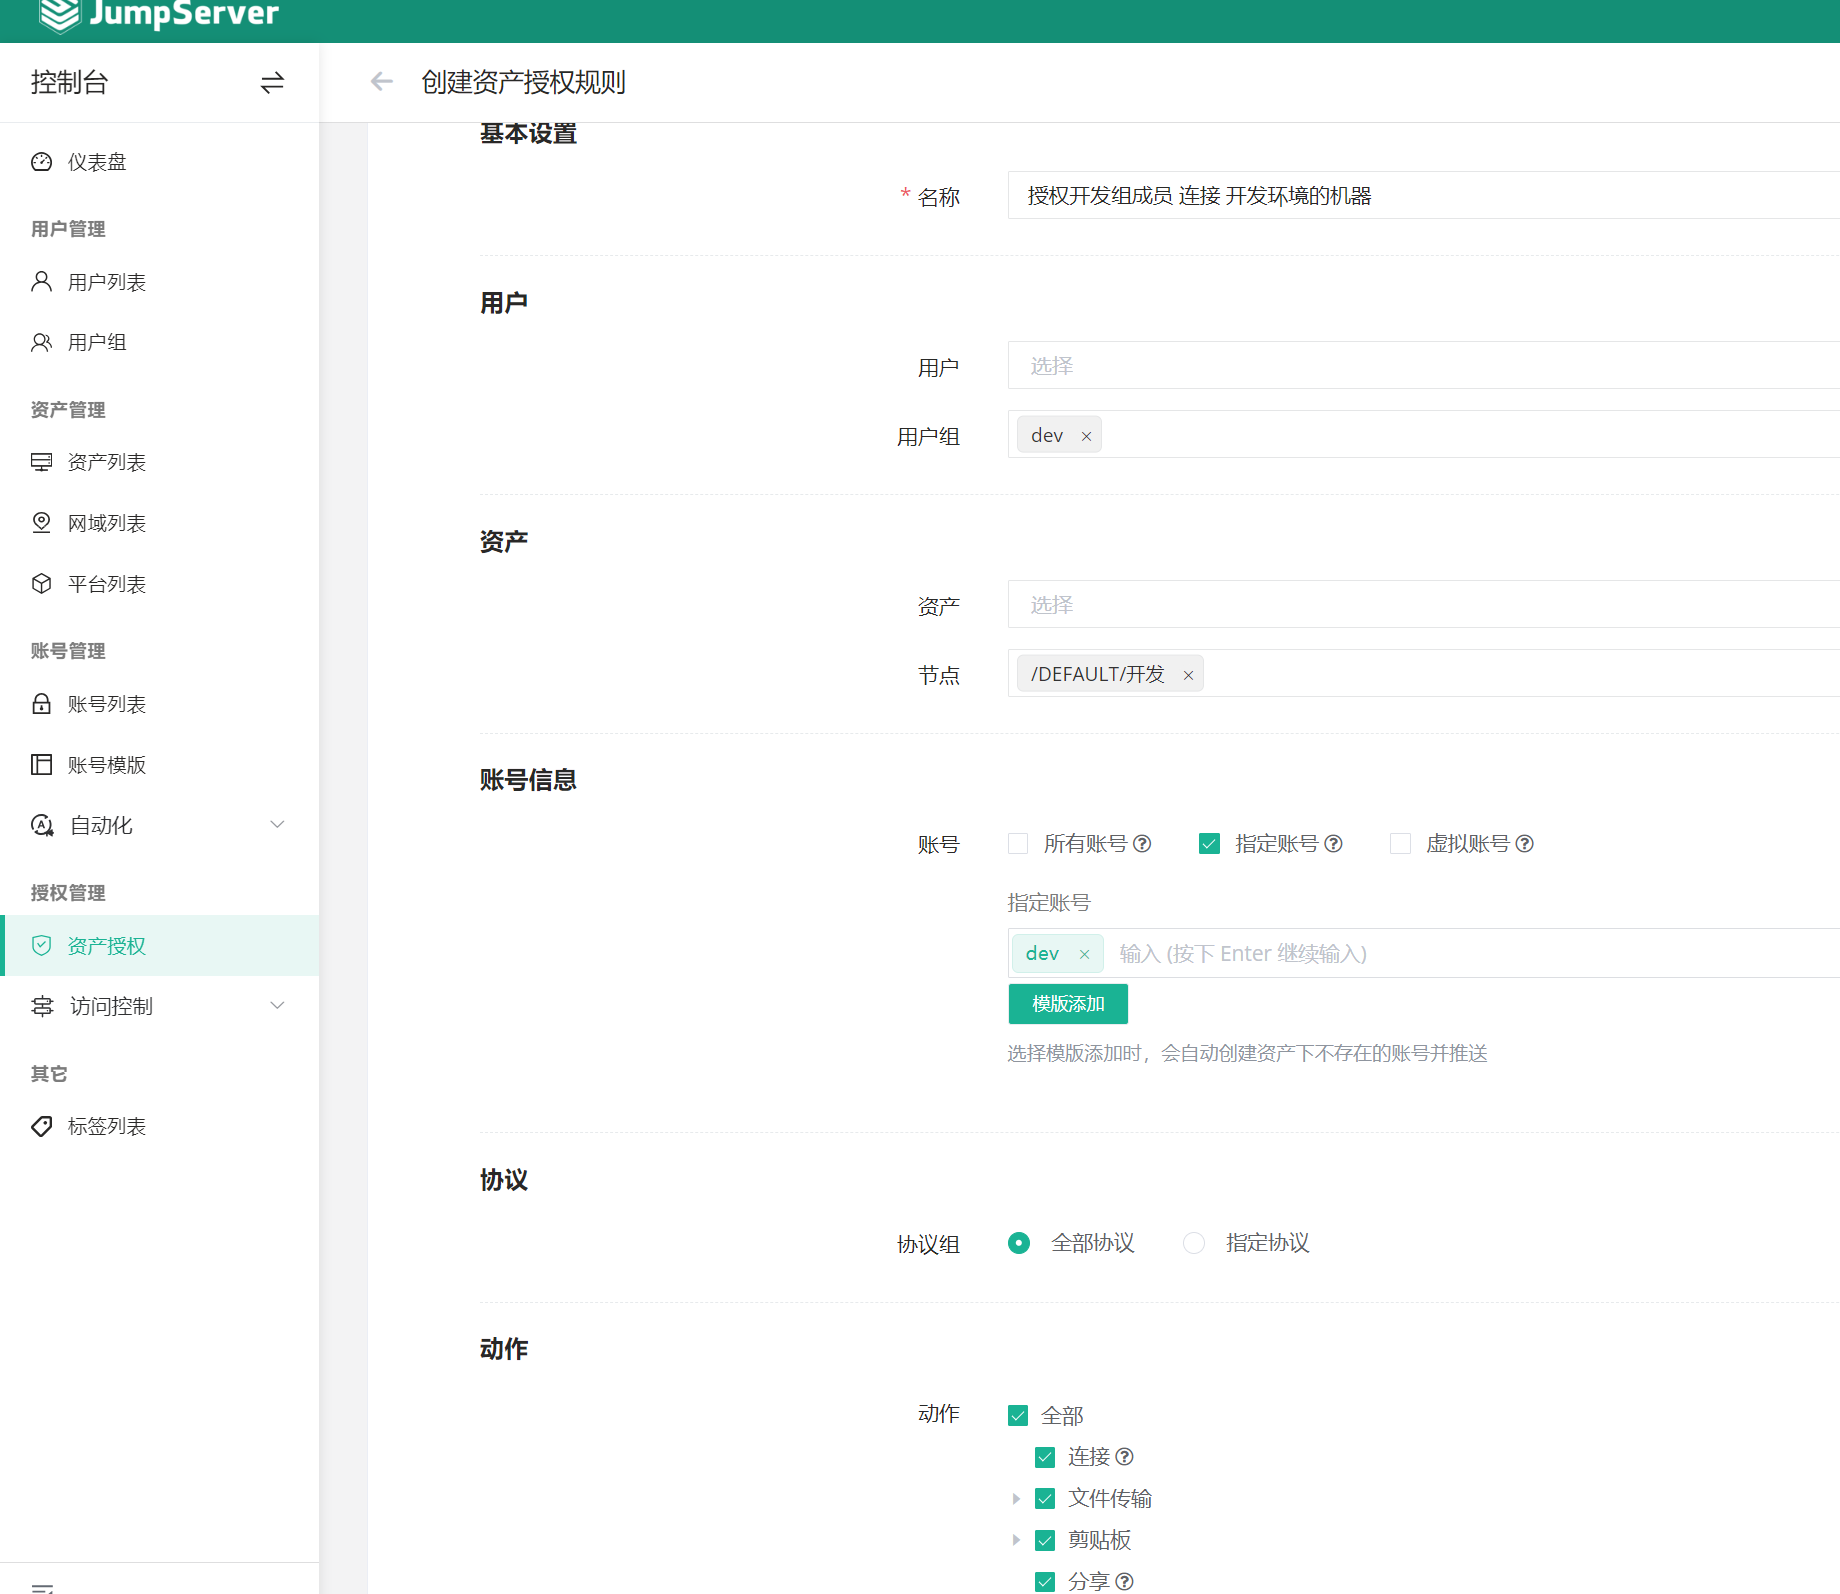 JumpServer
控制台
创建资产授权规则
仪表盘
用户管理
用户列表
用户组
资产管理
资产列表
网域列表
平台列表
账号管理
账号列表
账号模版
自动化
授权管理
资产授权
访问控制
其它
标签列表
基本设置
* 名称
授权开发组成员 连接 开发环境的机器
用户
用户
选择
用户组
dev ×
资产
资产
选择
节点
/DEFAULT/开发 ×
账号信息
账号
所有账号
指定账号
虚拟账号
指定账号
dev × 输入 (按下 Enter 继续输入)
模版添加
选择模版添加时，会自动创建资产下不存在的账号并推送
协议
协议组
全部协议
指定协议
动作
动作
全部
连接
文件传输
剪贴板
分享